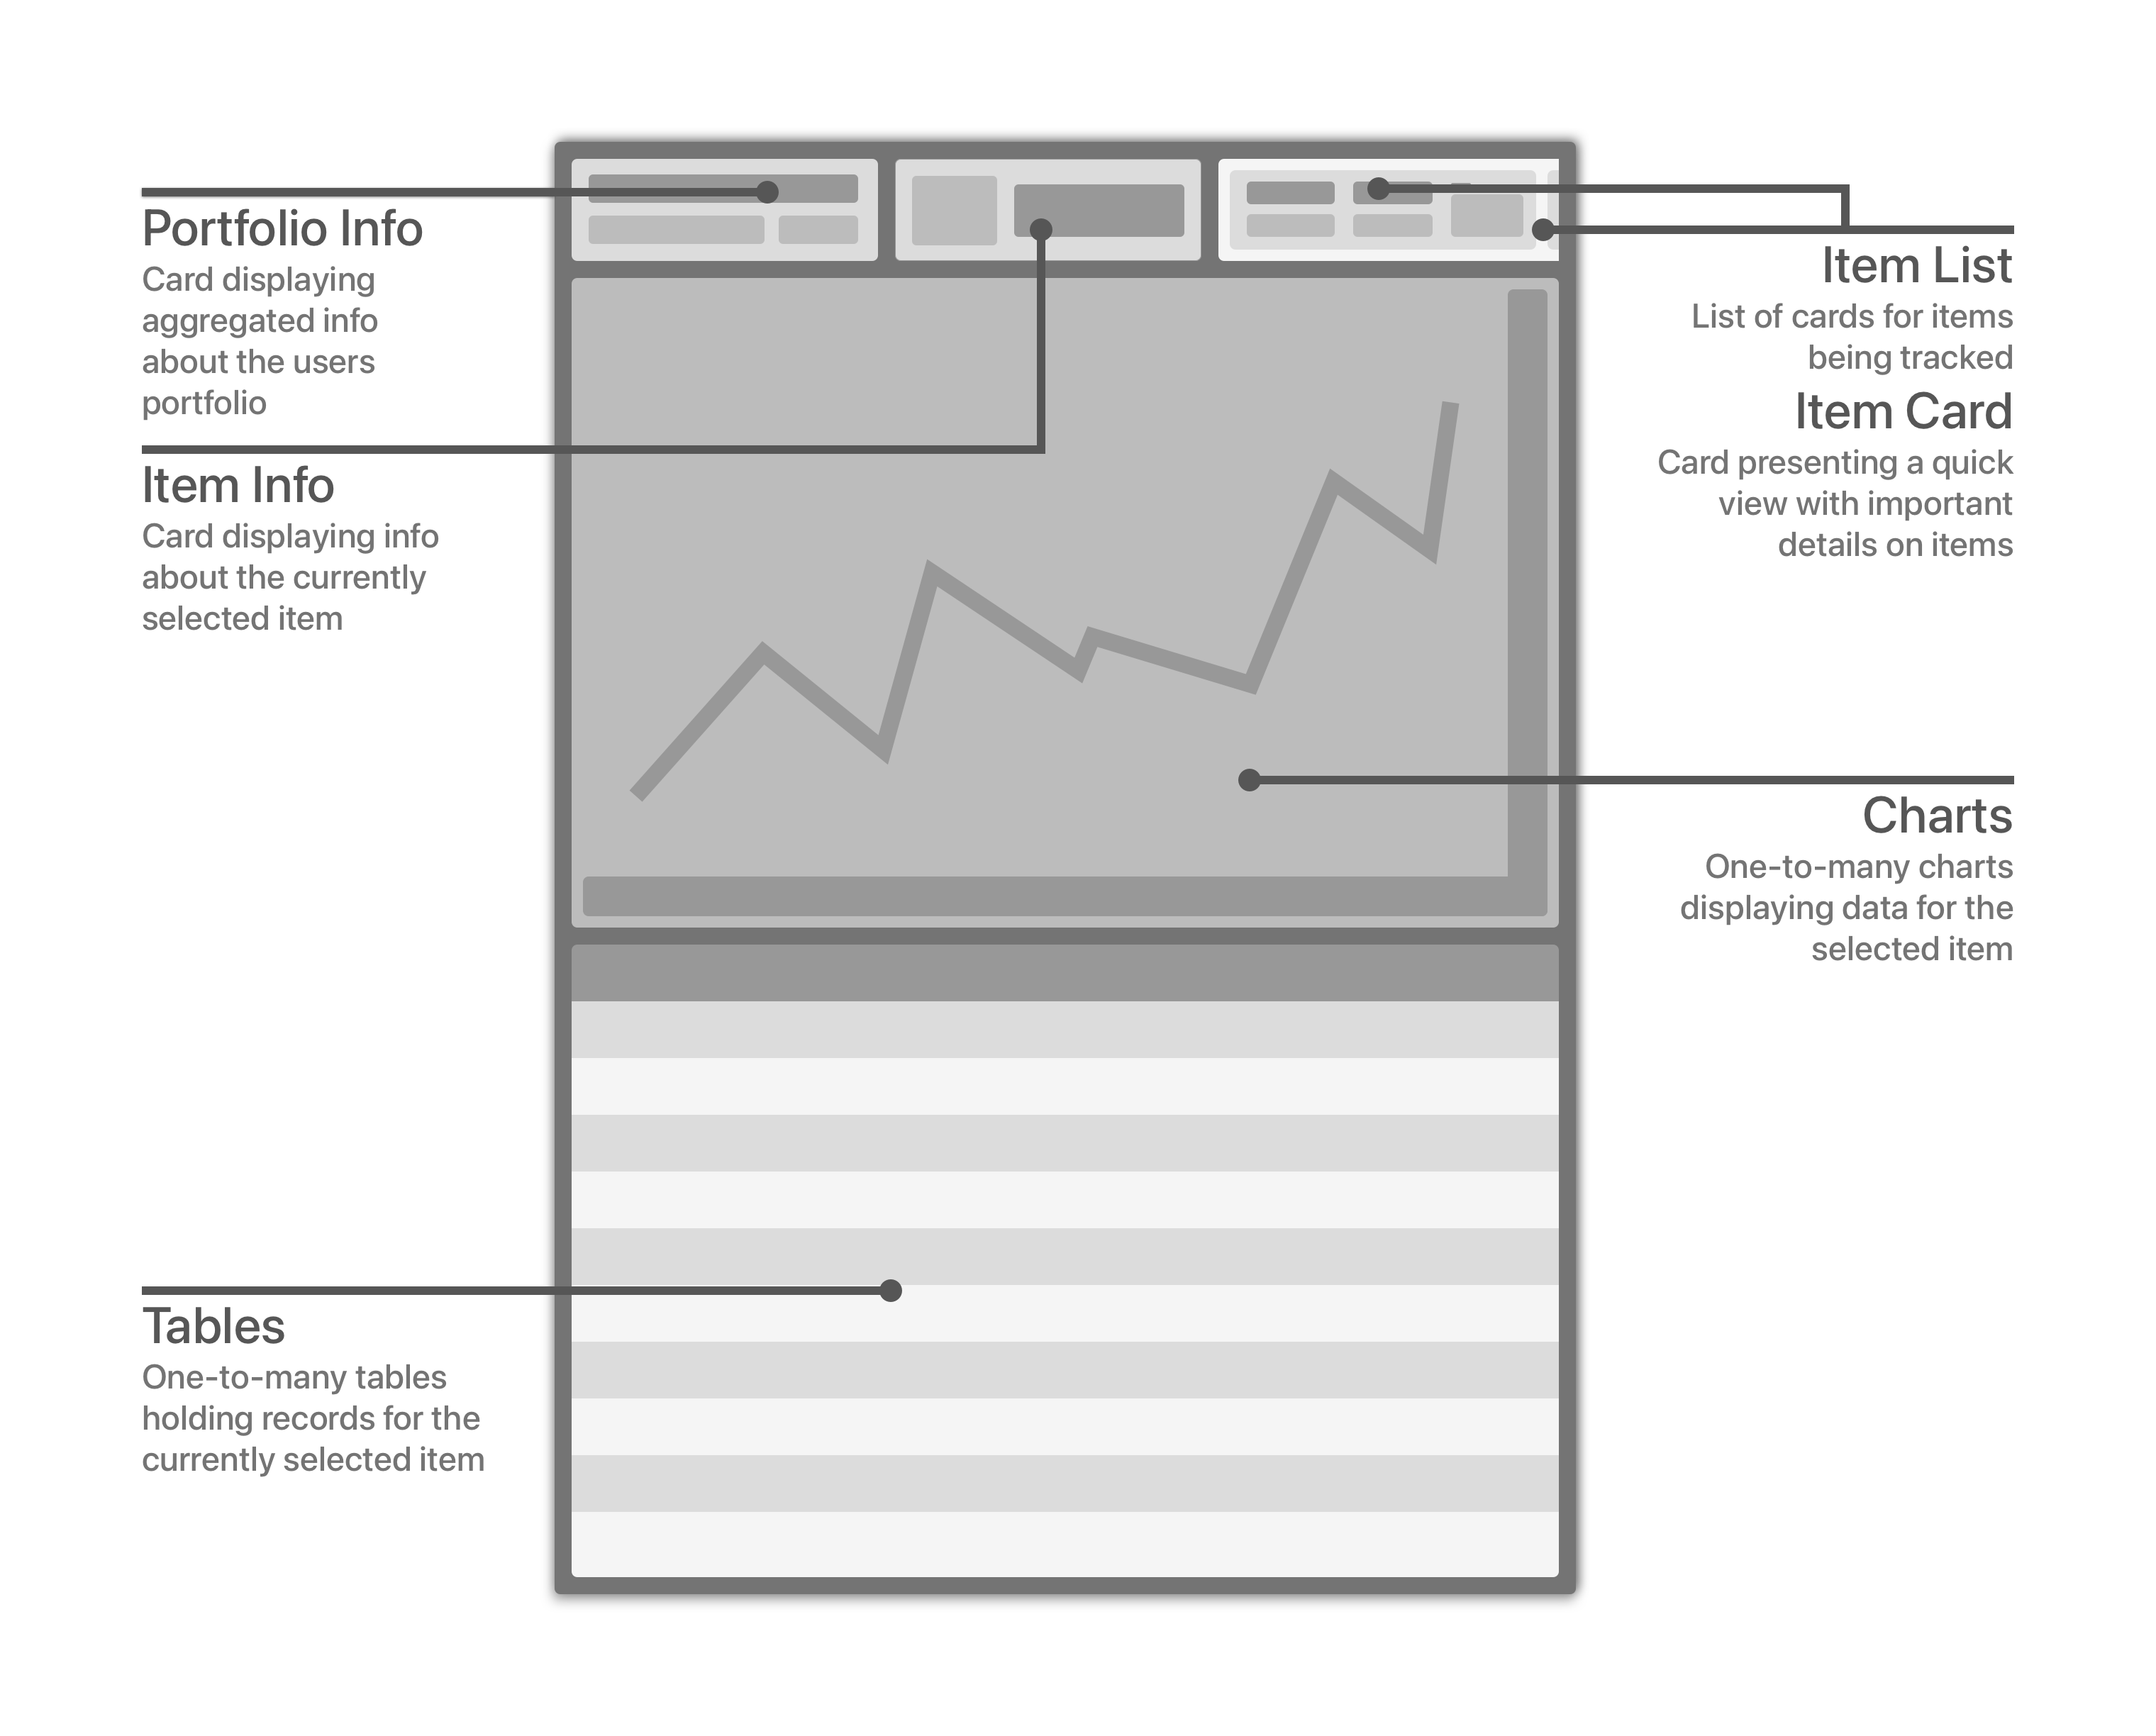 Portfolio Info
Card displaying
aggregated info
about the users
portfolio
Item Info
Card displaying info
about the currently
selected item
Item List
List of cards for items
being tracked
Item Card
Card presenting a quick
view with important
details on items
Charts
One-to-many charts
displaying data for the
selected item
Tables
One-to-many tables
holding records for the
currently selected item